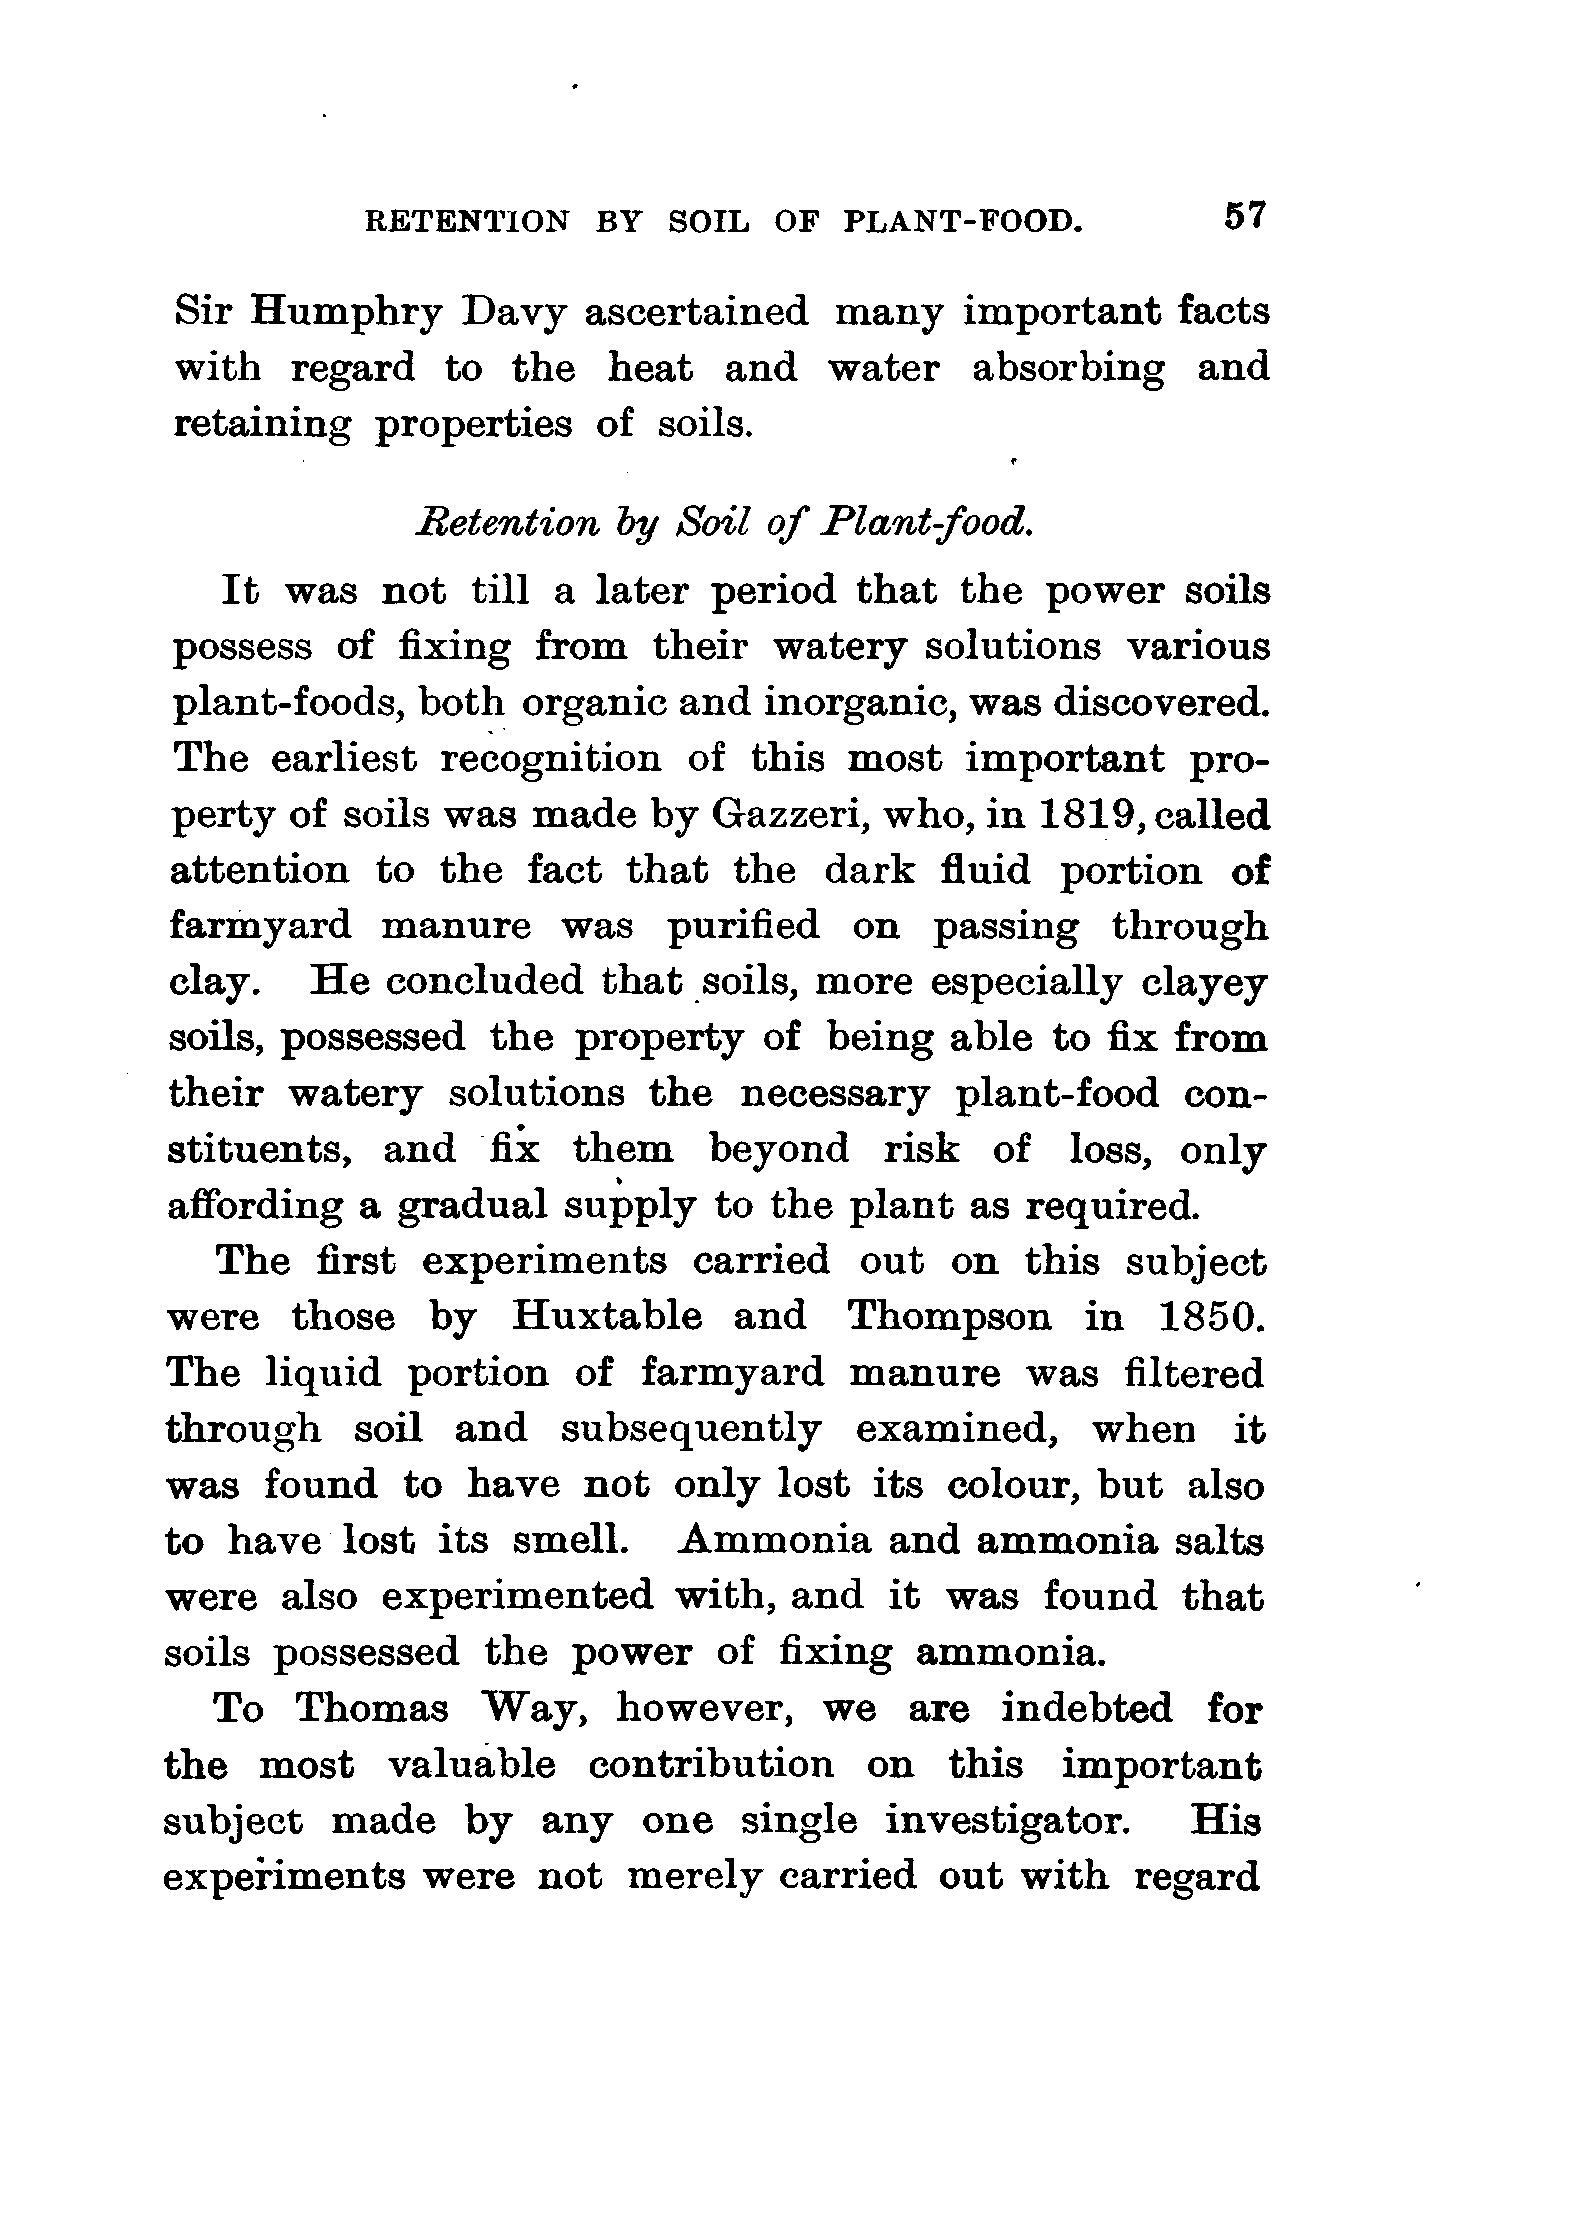 RETENTION BY SOIL OF PLANT-FOOD. 57
Sir Humphry Davy ascertained many important facts
with regard to the heat and water absorbing and
retaining properties of soils.
Retention by Soil of Plant-food.
It was not till a later period that the power soils
possess of fixing from their watery solutions various
plant-foods, both organic and inorganic, was discovered.
The earliest recognition of this most important pro-
perty of soils was made by Gazzeri, who, in 1819, called
attention to the fact that the dark fluid portion of
farmyard manure was purified on passing through
clay. He concluded that soils, more especially clayey
soils, possessed the property of being able to fix from
their watery solutions the necessary plant-food con-
stituents, and fix them beyond risk of loss, only
affording a gradual supply to the plant as required.
The first experiments carried out on this subject
were those by Huxtable and Thompson in 1850.
The liquid portion of farmyard manure was filtered
through soil and subsequently examined, when it
was found to have not only lost its colour, but also
to have lost its smell. Ammonia and ammonia salts
were also experimented with, and it was found that
soils possessed the power of fixing ammonia.
To Thomas Way, however, we are indebted for
the most valuable contribution on this important
subject made by any one single investigator. His
experiments were not merely carried out with regard